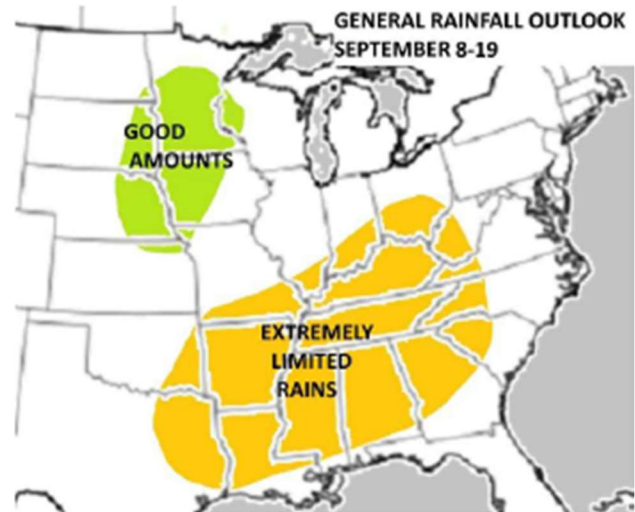 GENERAL RAINFALL OUTLOOK
SEPTEMBER 8-19
GOOD
AMOUNTS
EXTREMELY
LIMITED
RAINS